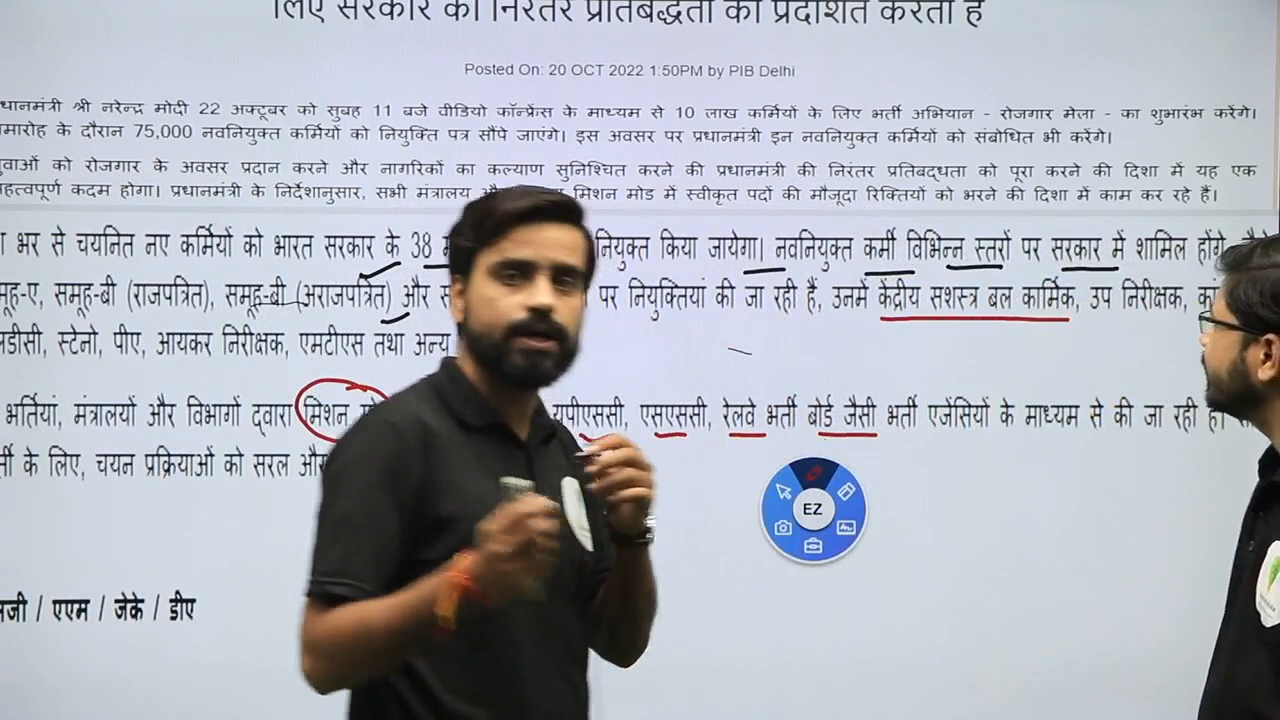 लिए सरकार की निरंतर प्रतिबद्धता को प्रदर्शित करता है
Posted On: 20 OCT 2022 1:50PM by PIB Delhi
श्री नरेन्द्र मोदी 22 अक्टूबर को सुबह 11 बजे वीडियो कॉन्फ्रेंस के माध्यम से 10 लाख कर्मियों के लिए भर्ती अभियान - रोजगार मेला - का शुभारंभ करेंगे।
के दौरान 75,000 नवनियुक्त कर्मियों को नियुक्ति पत्र सौंपे जाएंगे। इस अवसर पर प्रधानमंत्री इन नवनियुक्त कर्मियों को संबोधित भी करेंगे।
को रोजगार के अवसर प्रदान करने और नागरिकों का कल्याण सुनिश्चित करने की प्रधानमंत्री की निरंतर प्रतिबद्धता को पूरा करने की दिशा में यह एक
कदम होगा। प्रधानमंत्री के निर्देशानुसार, सभी मंत्रालय मिशन मोड में स्वीकृत पदों की मौजूदा रिक्तियों को भरने की दिशा में काम कर रहे हैं।
भर से चयनित नए कर्मियों को भारत सरकार के 38 नियुक्त किया जायेगा। नवनियुक्त कर्मी विभिन्न स्तरों पर सरकार में शामिल होंगे
समूह-बी (राजपत्रित), समूह-बी (अराजपत्रित) और पर नियुक्तियां की जा रही हैं, उनमें केंद्रीय सशस्त्र बल कार्मिक, उप निरीक्षक,
स्टेनो, पीए, आयकर निरीक्षक, एमटीएस तथा अन्य
भर्तियां, मंत्रालयों और विभागों द्वारा मिशन यूपीएससी, एसएससी, रेलवे भर्ती बोर्ड जैसी भर्ती एजेंसियों के माध्यम से की जा रही हैं।
के लिए, चयन प्रक्रियाओं को सरल और
EZ
/ एएम / जेके / डीए